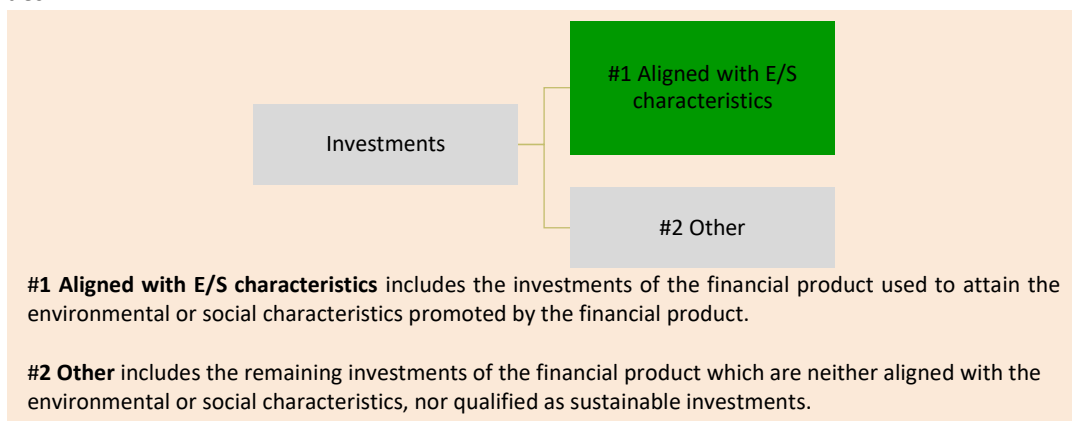 #1 Aligned with E/S
characteristics
Investments
#2 Other
#1 Aligned with E/S characteristics includes the investments of the financial product used to attain the
environmental or social characteristics promoted by the financial product.
#2 Other includes the remaining investments of the financial product which are neither aligned with the
environmental or social characteristics, nor qualified as sustainable investments.